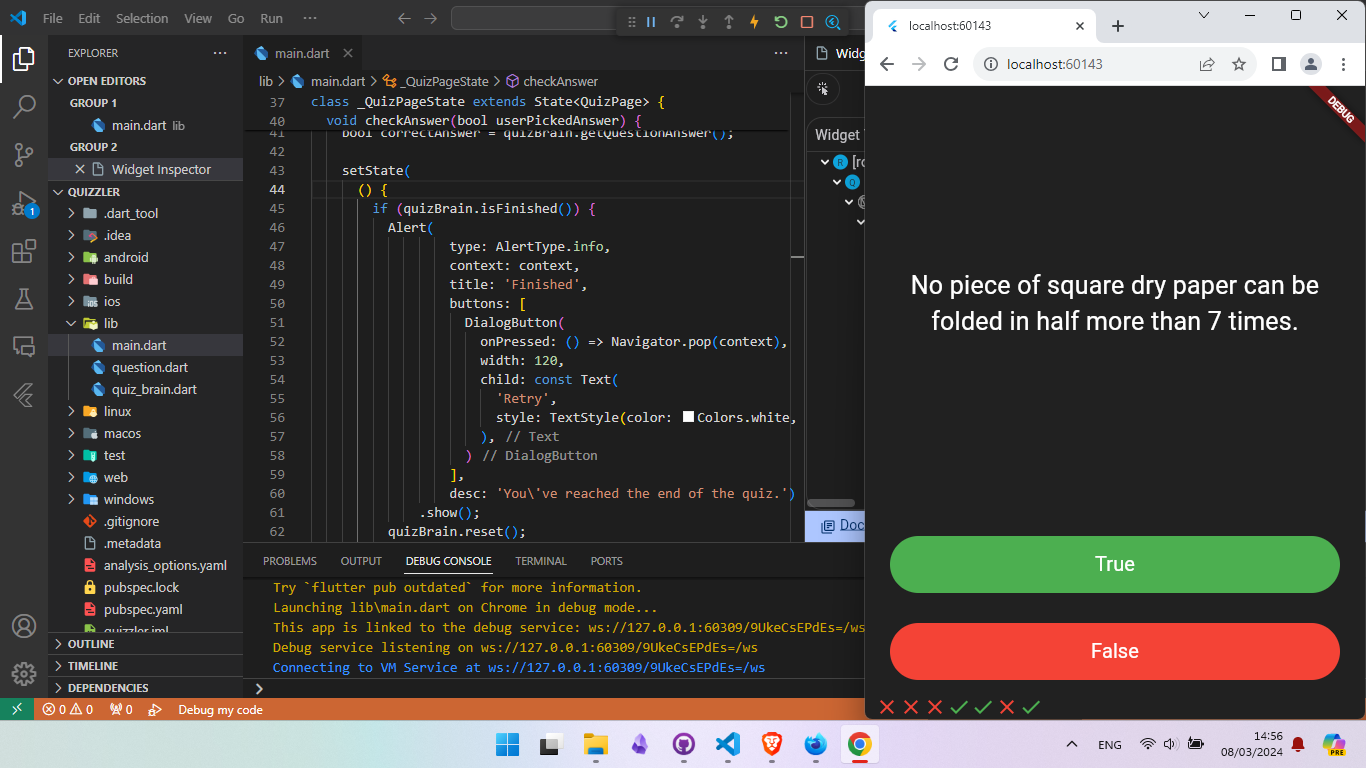 File Edit Selection View Go Run ···
EXPLORER
OPEN EDITORS
GROUP 1
main.dart lib
GROUP 2
Widget Inspector
QUIZZLER
.dart_tool
.idea
android
build
ios
lib
main.dart
question.dart
quiz_brain.dart
linux
macos
test
web
windows
.gitignore
.metadata
analysis_options.yaml
pubspec.lock
pubspec.yaml
quizzler.iml
OUTLINE
TIMELINE
DEPENDENCIES
1
main.dart
lib > main.dart > _QuizPageState > checkAnswer
37 class _QuizPageState extends State<QuizPage> {
40 void checkAnswer(bool userPickedAnswer) {
41 bool correctAnswer = quizBrain.getQuestionAnswer();
42
43 setState(
44 () {
45 if (quizBrain.isFinished()) {
46 Alert(
47 type: AlertType.info,
48 context: context,
49 title: 'Finished',
50 buttons: [
51 DialogButton(
52 onPressed: () => Navigator.pop(context),
53 width: 120,
54 child: const Text(
55 'Retry',
56 style: TextStyle(color: Colors.white,
57 ), // Text
58 ) // DialogButton
59 ],
60 desc: 'You\'ve reached the end of the quiz.')
61 .show();
62 quizBrain.reset();
Widg
Widget
R [ro
Q
Doc
PROBLEMS OUTPUT DEBUG CONSOLE TERMINAL PORTS
Try `flutter pub outdated` for more information.
Launching lib\main.dart on Chrome in debug mode...
This app is linked to the debug service: ws://127.0.0.1:60309/9UkeCsEPdEs=/ws
Debug service listening on ws://127.0.0.1:60309/9UkeCsEPdEs=/ws
Connecting to VM Service at ws://127.0.0.1:60309/9UkeCsEPdEs=/ws
0 0 0 Debug my code
localhost:60143
localhost:60143
DEBUG
No piece of square dry paper can be
folded in half more than 7 times.
True
False
ENG
14:56
08/03/2024
PRE